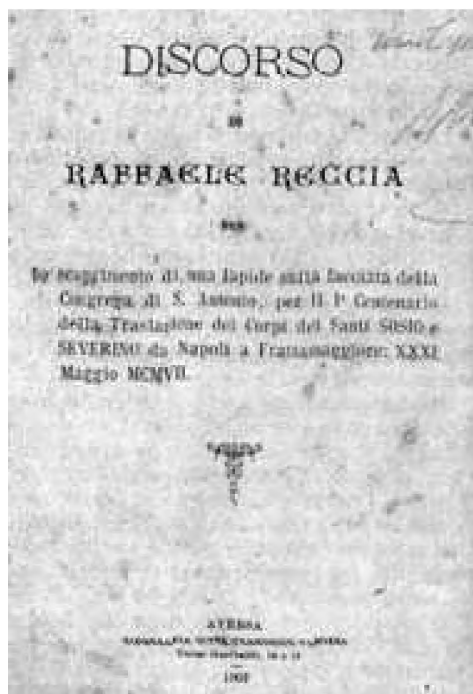 DISCORSO
DI
RAFFAELE REGGIA
PER
lo scoprimento di una lapide sulla facciata della
Congrega di S. Antonio, per il Iº Centenario
della Traslazione dei Corpi dei Santi SOSIO e
SEVERINO da Napoli a Frattamaggiore: XXXI
Maggio MCMVII.
AVERSA
1907